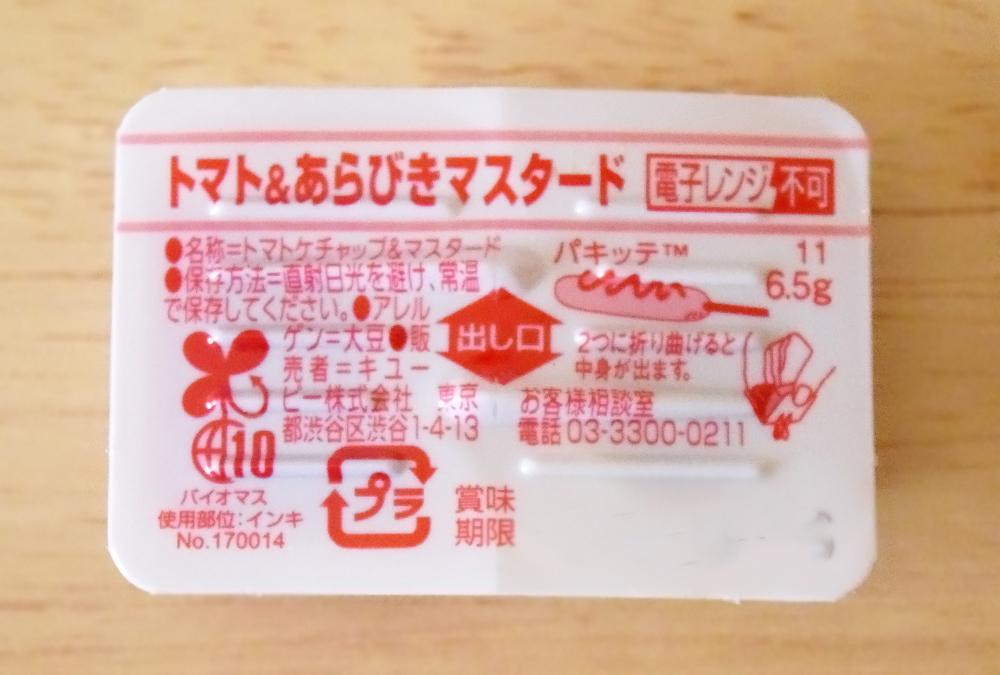 トマト&あらびきマスタード
電子レンジ 不可
●名称=トマトケチャップ&マスタード
●保存方法=直射日光を避け、常温
で保存してください。●アレル
ゲン=大豆●販
売者=キユー
ピー株式会社 東京
都渋谷区渋谷1-4-13
出し口
パキッテ™
11
6.5g
2つに折り曲げると
中身が出ます。
お客様相談室
電話03-3300-0211
10
バイオマス
使用部位:インキ
No.170014
プラ
賞味
期限